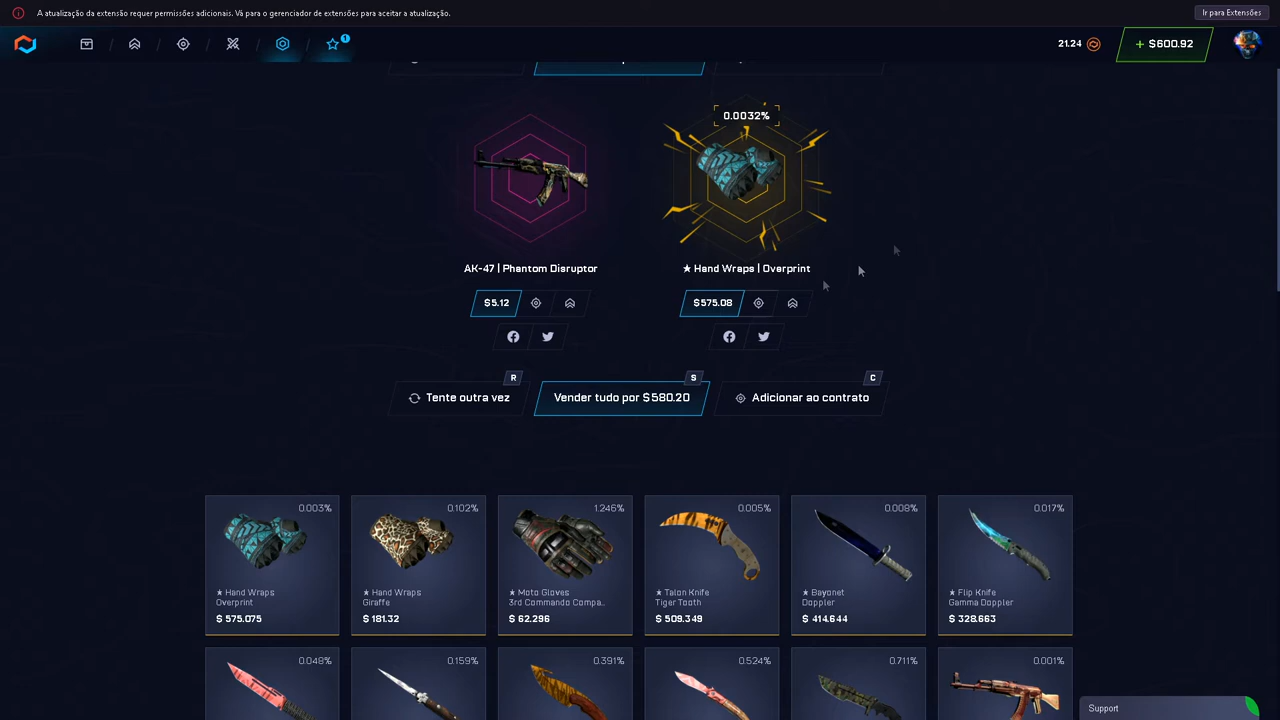 A atualização da extensão requer permissões adicionais. Vá para o gerenciador de extensões para aceitar a atualização.
Ir para Extensões
1
21.24
+ $600.92
0.0032%
AK-47 | Phantom Disruptor
★ Hand Wraps | Overprint
$5.12
$575.08
R
S
C
Tente outra vez
Vender tudo por $580.20
Adicionar ao contrato
0.003%
0.102%
1.246%
0.005%
0.008%
0.017%
★ Hand Wraps
Overprint
$ 575.075
★ Hand Wraps
Giraffe
$ 181.32
★ Moto Gloves
3rd Commando Compa..
$ 62.296
★ Talon Knife
Tiger Tooth
$ 509.349
★ Bayonet
Doppler
$ 414.644
★ Flip Knife
Gamma Doppler
$ 328.663
0.048%
0.159%
0.391%
0.524%
0.711%
0.001%
Support